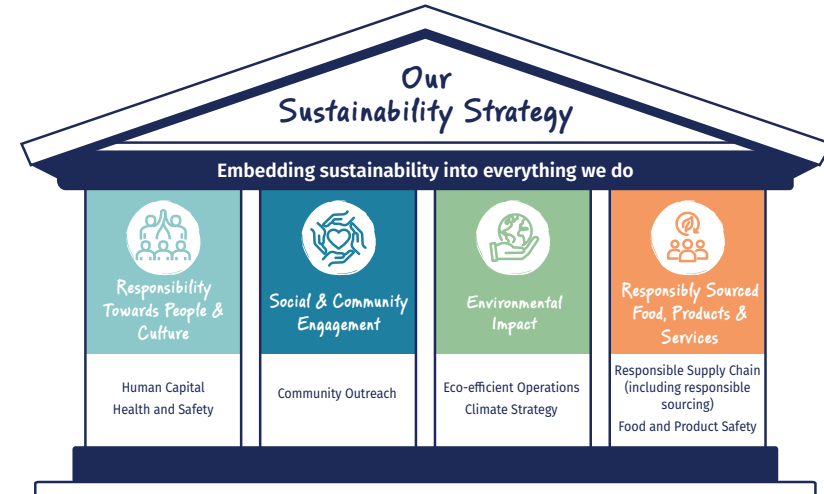 Our
Sustainability Strategy
Embedding sustainability into everything we do
Responsibility
Towards People &
Culture
Human Capital
Health and Safety
Social & Community
Engagement
Community Outreach
Environmental
Impact
Eco-efficient Operations
Climate Strategy
Responsibly Sourced
Food, Products &
Services
Responsible Supply Chain
(including responsible
sourcing)
Food and Product Safety